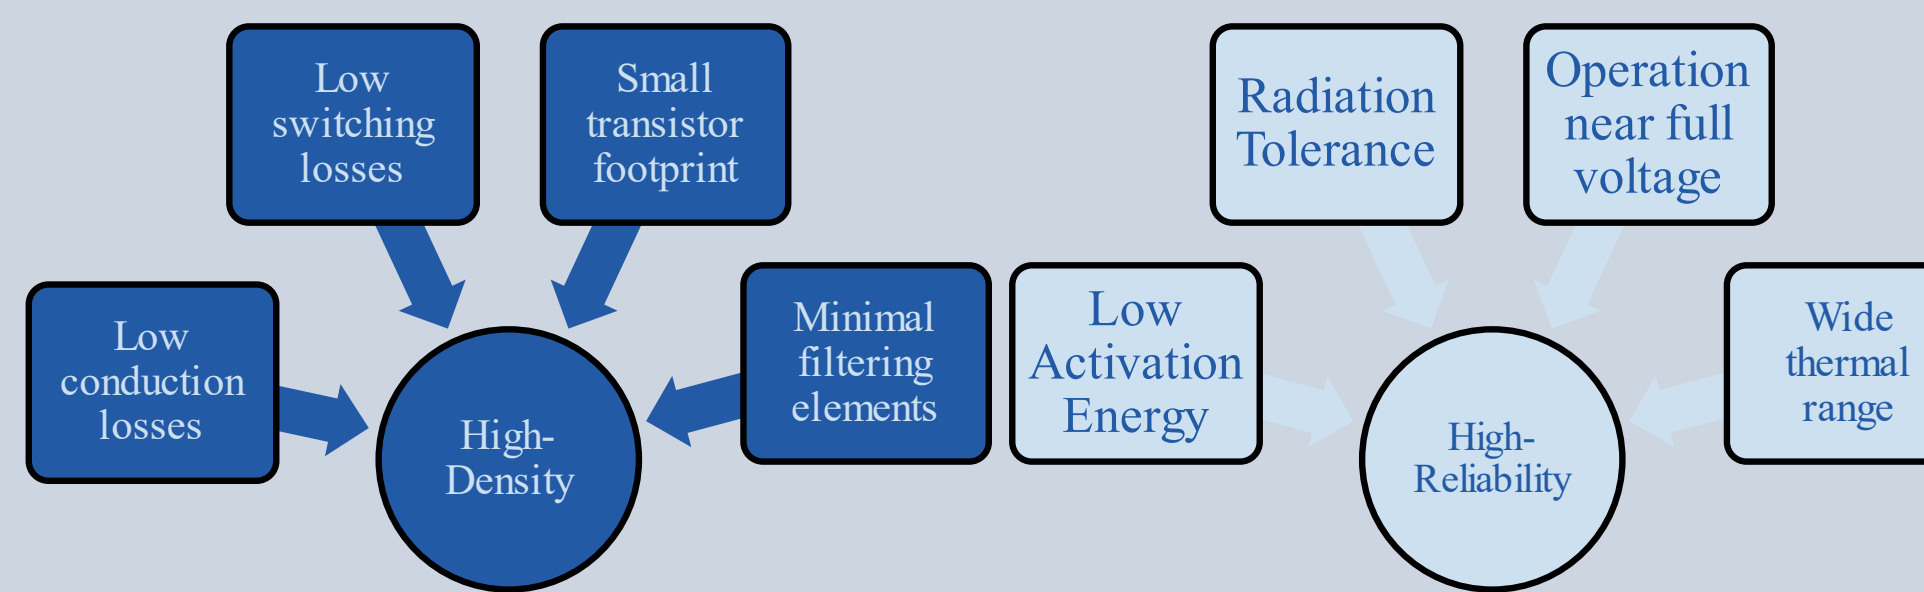 Low
switching
losses
Small
transistor
footprint
Radiation
Tolerance
Operation
near full
voltage
Low
conduction
losses
Minimal
filtering
elements
Low
Activation
Energy
Wide
thermal
range
High-
Density
High-
Reliability